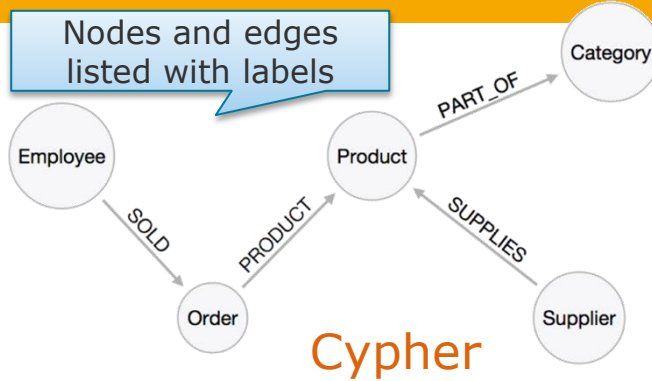 Nodes and edges
listed with labels
Category
PART_OF
Employee
Product
SOLD
PRODUCT
SUPPLIES
Order
Supplier
Cypher